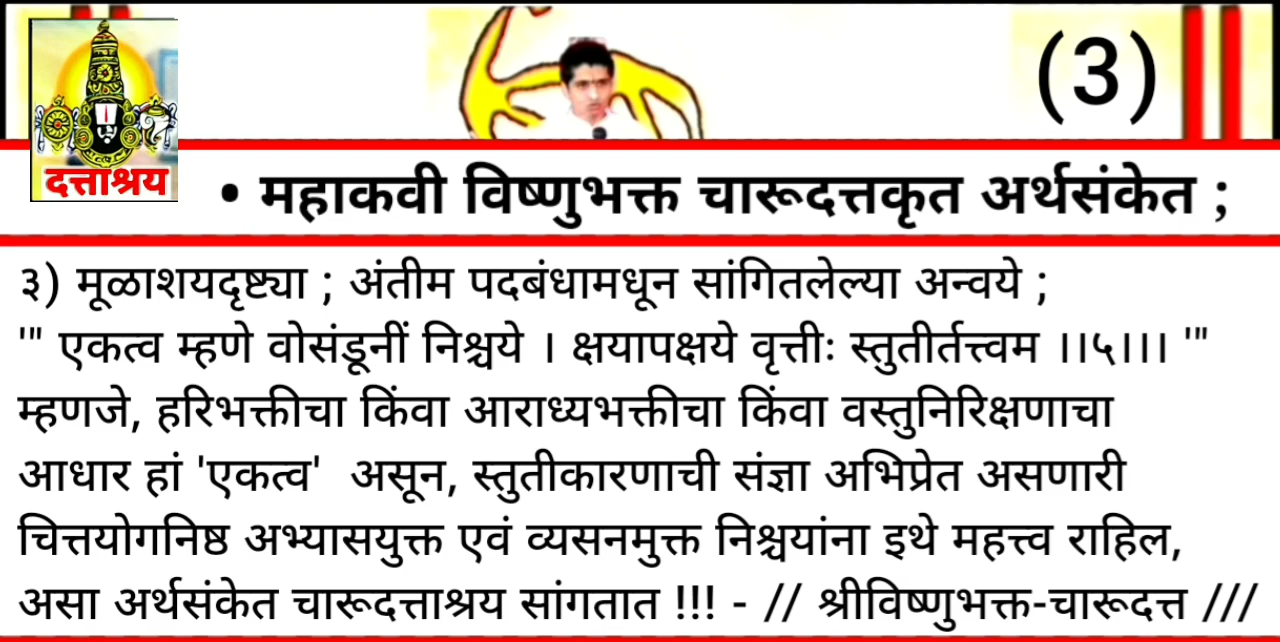 (3)
दत्ताश्रय
• महाकवी विष्णुभक्त चारूदत्तकृत अर्थसंकेत ;
३) मूळाशयदृष्ट्या ; अंतीम पदबंधामधून सांगितलेल्या अन्वये ;
'" एकत्व म्हणे वोसंडूनीं निश्चये । क्षयापक्षये वृत्तीः स्तुतीर्तत्त्वम ।।५।।। '"
म्हणजे, हरिभक्तीचा किंवा आराध्यभक्तीचा किंवा वस्तुनिरिक्षणाचा
आधार हां 'एकत्व' असून, स्तुतीकारणाची संज्ञा अभिप्रेत असणारी
चित्तयोगनिष्ठ अभ्यासयुक्त एवं व्यसनमुक्त निश्चयांना इथे महत्त्व राहिल,
असा अर्थसंकेत चारूदत्ताश्रय सांगतात !!! - // श्रीविष्णुभक्त-चारूदत्त ///